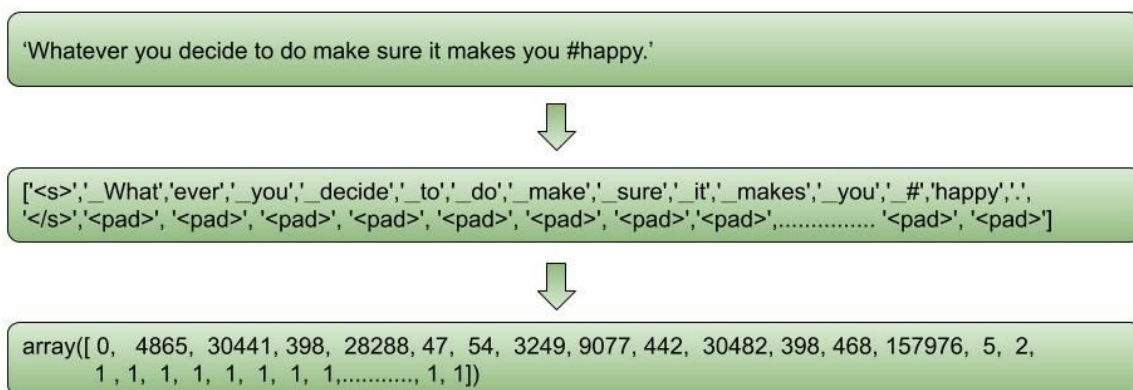 ‘Whatever you decide to do make sure it makes you #happy.’
['<s>','_What','ever','_you','_decide','_to','_do','_make','_sure','_it','_makes','_you','_#','happy','.',
'</s>','<pad>', '<pad>', '<pad>', '<pad>', '<pad>', '<pad>', '<pad>','<pad>',............... '<pad>', '<pad>']
array([ 0, 4865, 30441, 398, 28288, 47, 54, 3249, 9077, 442, 30482, 398, 468, 157976, 5, 2,
1 , 1, 1, 1, 1, 1, 1, 1,..........., 1, 1])